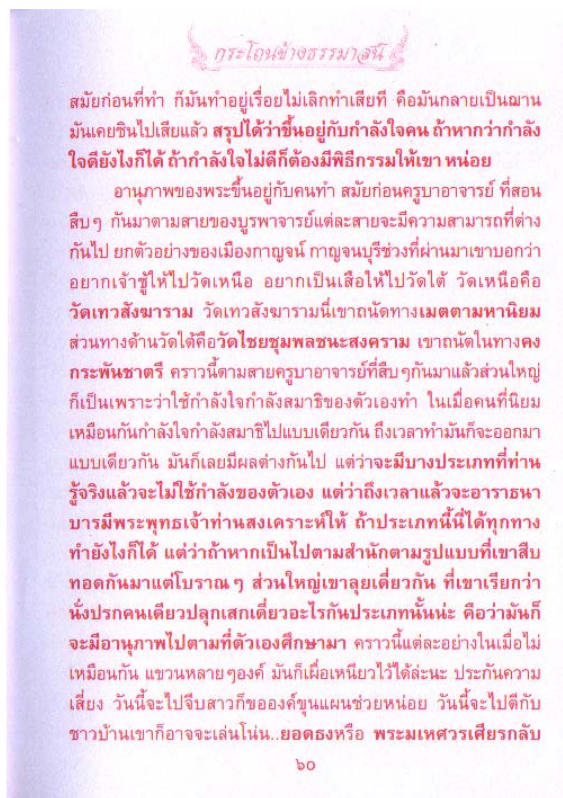 กระโถนข้างธรรมาสน์
สมัยก่อนที่ทำ ก็มันทำอยู่เรื่อยไม่เลิกทำเสียที คือมันกลายเป็นฌาน
มันเคยชินไปเสียแล้ว สรุปได้ว่าขึ้นอยู่กับกำลังใจคน ถ้าหากว่ากำลัง
ใจดียังไงก็ได้ ถ้ากำลังใจไม่ดีก็ต้องมีพิธีกรรมให้เขา หน่อย
อานุภาพของพระขึ้นอยู่กับคนทำ สมัยก่อนครูบาอาจารย์ ที่สอน
สืบๆ กันมาตามสายของบูรพาจารย์แต่ละสายจะมีความสามารถที่ต่าง
กันไป ยกตัวอย่างของเมืองกาญจน์ กาญจนบุรีช่วงที่ผ่านมาเขาบอกว่า
อยากเจ้าชู้ให้ไปวัดเหนือ อยากเป็นเสือให้ไปวัดใต้ วัดเหนือคือ
วัดเทวสังฆาราม วัดเทวสังฆารามนี่เขาถนัดทางเมตตามหานิยม
ส่วนทางด้านวัดใต้คือวัดไชยชุมพลชนะสงคราม เขาถนัดในทางคง
กระพันชาตรี คราวนี้ตามสายครูบาอาจารย์ที่สืบๆกันมาแล้วส่วนใหญ่
ก็เป็นเพราะว่าใช้กำลังใจกำลังสมาธิของตัวเองทำ ในเมื่อคนที่นิยม
เหมือนกันกำลังใจกำลังสมาธิไปแบบเดียวกัน ถึงเวลาทำมันก็จะออกมา
แบบเดียวกัน มันก็เลยมีผลต่างกันไป แต่ว่าจะมีบางประเภทที่ท่าน
รู้จริงแล้วจะไม่ใช้กำลังของตัวเอง แต่ว่าถึงเวลาแล้วจะอาราธนา
บารมีพระพุทธเจ้าท่านสงเคราะห์ให้ ถ้าประเภทนี้นี่ได้ทุกทาง
ทำยังไงก็ได้ แต่ว่าถ้าหากเป็นไปตามสำนักตามรูปแบบที่เขาสืบ
ทอดกันมาแต่โบราณๆ ส่วนใหญ่เขาลุยเดี่ยวกัน ที่เขาเรียกว่า
นั่งปรกคนเดียวปลุกเสกเดี่ยวอะไรกันประเภทนั้นน่ะ คือว่ามันก็
จะมีอานุภาพไปตามที่ตัวเองศึกษามา คราวนี้แต่ละอย่างในเมื่อไม่
เหมือนกัน แขวนหลายๆองค์ มันก็เผื่อเหนียวไว้ได้ล่ะนะ ประกันความ
เสี่ยง วันนี้จะไปจีบสาวก็ขอองค์ขุนแผนช่วยหน่อย วันนี้จะไปตีกับ
ชาวบ้านเขาก็อาจจะเล่นโน่น..ยอดธงหรือ พระมเหศวรเศียรกลับ
๖๐